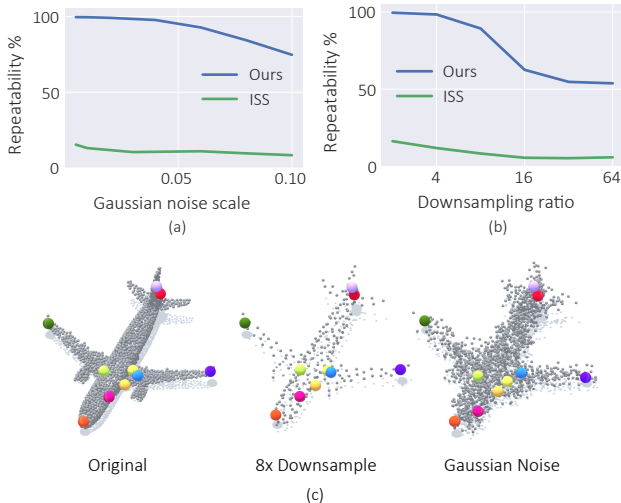 100
50
0
Repeatability %
Ours
ISS
0.05
0.10
Gaussian noise scale
(a)
100
50
0
Repeatability %
Ours
ISS
4
16
64
Downsampling ratio
(b)
Original
8x Downsample
Gaussian Noise
(c)